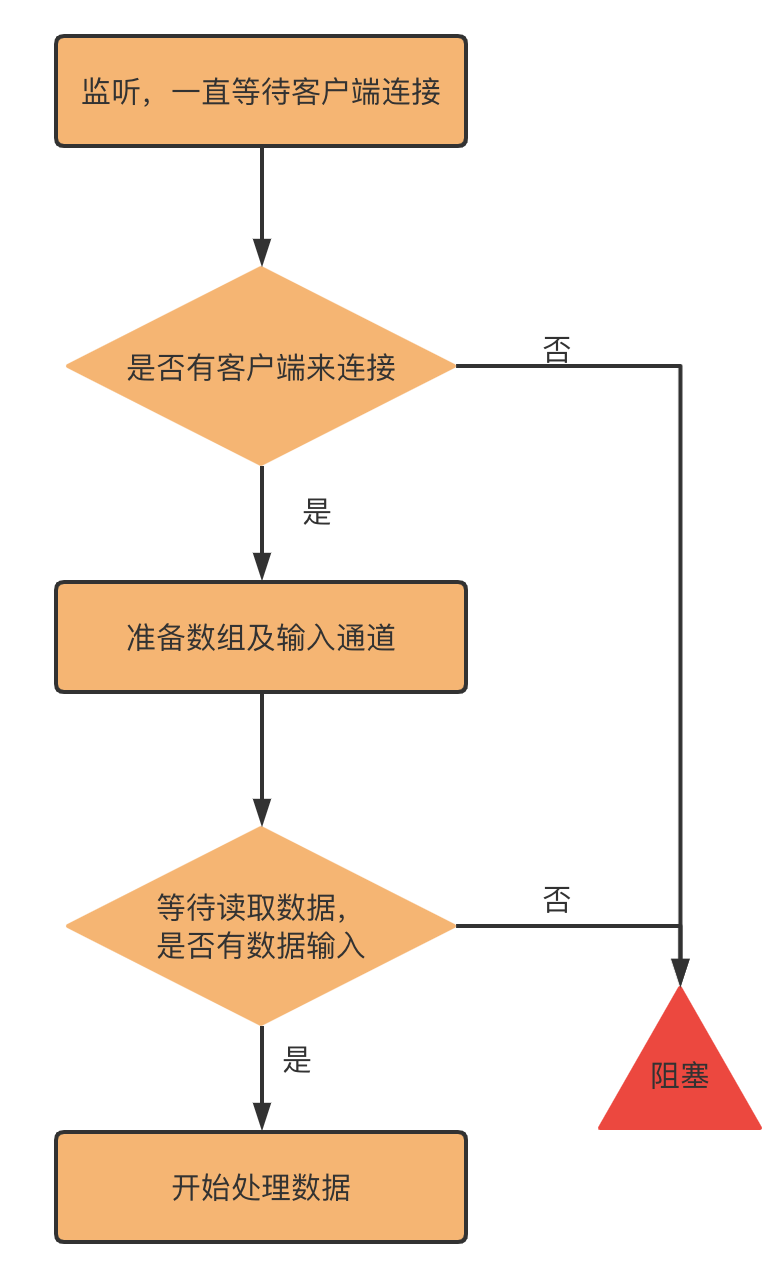 监听，一直等待客户端连接
是否有客户端来连接
否
是
准备数组及输入通道
等待读取数据，
是否有数据输入
否
是
阻塞
开始处理数据